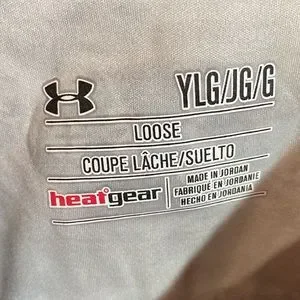 YLG/JG/G
LOOSE
COUPE LÂCHE/SUELTO
heatgear
MADE IN JORDAN
FABRIQUÉ EN JORDANIE
HECHO EN JORDANIA